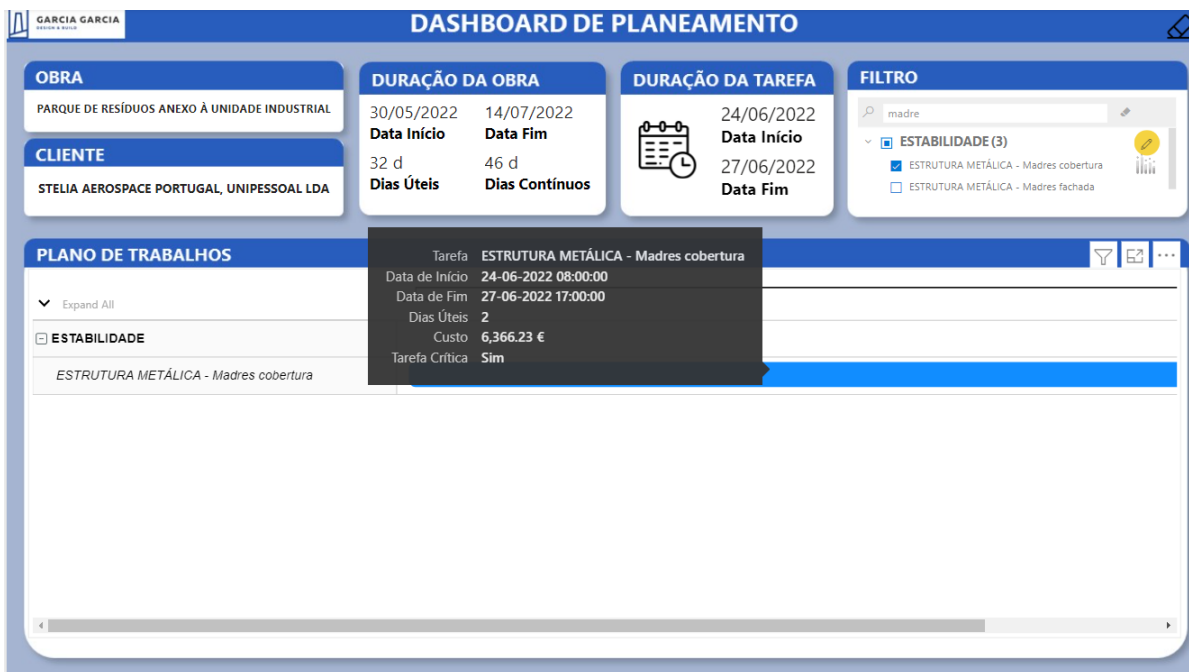 GARCIA GARCIA
DESIGN & BUILD
DASHBOARD DE PLANEAMENTO
OBRA
PARQUE DE RESÍDUOS ANEXO À UNIDADE INDUSTRIAL
CLIENTE
STELIA AEROSPACE PORTUGAL, UNIPESSOAL LDA
DURAÇÃO DA OBRA
30/05/2022 14/07/2022
Data Início Data Fim
32 d 46 d
Dias Úteis Dias Contínuos
DURAÇÃO DA TAREFA
24/06/2022
Data Início
27/06/2022
Data Fim
FILTRO
madre
ESTABILIDADE (3)
ESTRUTURA METÁLICA - Madres cobertura
ESTRUTURA METÁLICA - Madres fachada
PLANO DE TRABALHOS
Expand All
ESTABILIDADE
ESTRUTURA METÁLICA - Madres cobertura
Tarefa ESTRUTURA METÁLICA - Madres cobertura
Data de Início 24-06-2022 08:00:00
Data de Fim 27-06-2022 17:00:00
Dias Úteis 2
Custo 6,366.23 €
Tarefa Crítica Sim